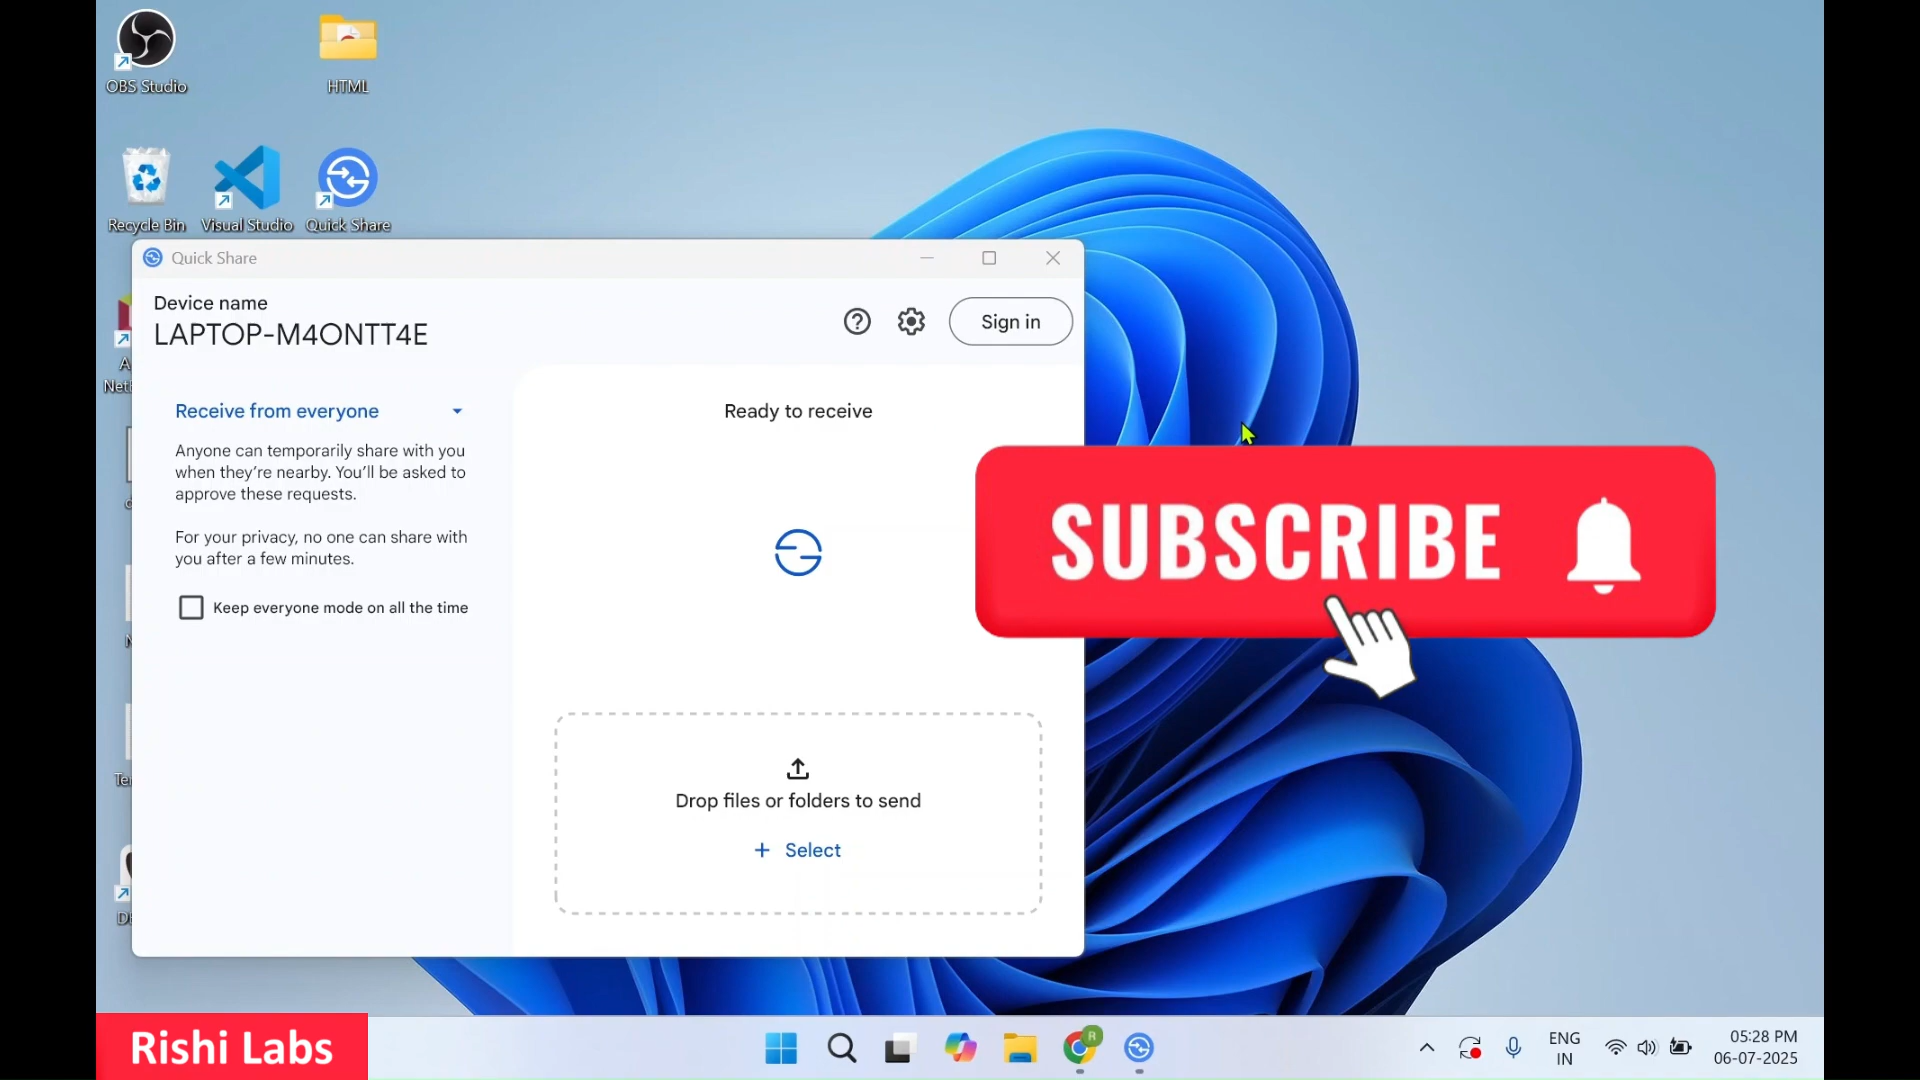 OBS Studio
HTML
Recycle Bin
Visual Studio
Quick Share
Quick Share
Device name
LAPTOP-M4ONTT4E
Sign in
Receive from everyone
Ready to receive
Anyone can temporarily share with you
when they're nearby. You'll be asked to
approve these requests.
For your privacy, no one can share with
you after a few minutes.
Keep everyone mode on all the time
SUBSCRIBE
Drop files or folders to send
+ Select
Rishi Labs
R
ENG
IN
05:28 PM
06-07-2025